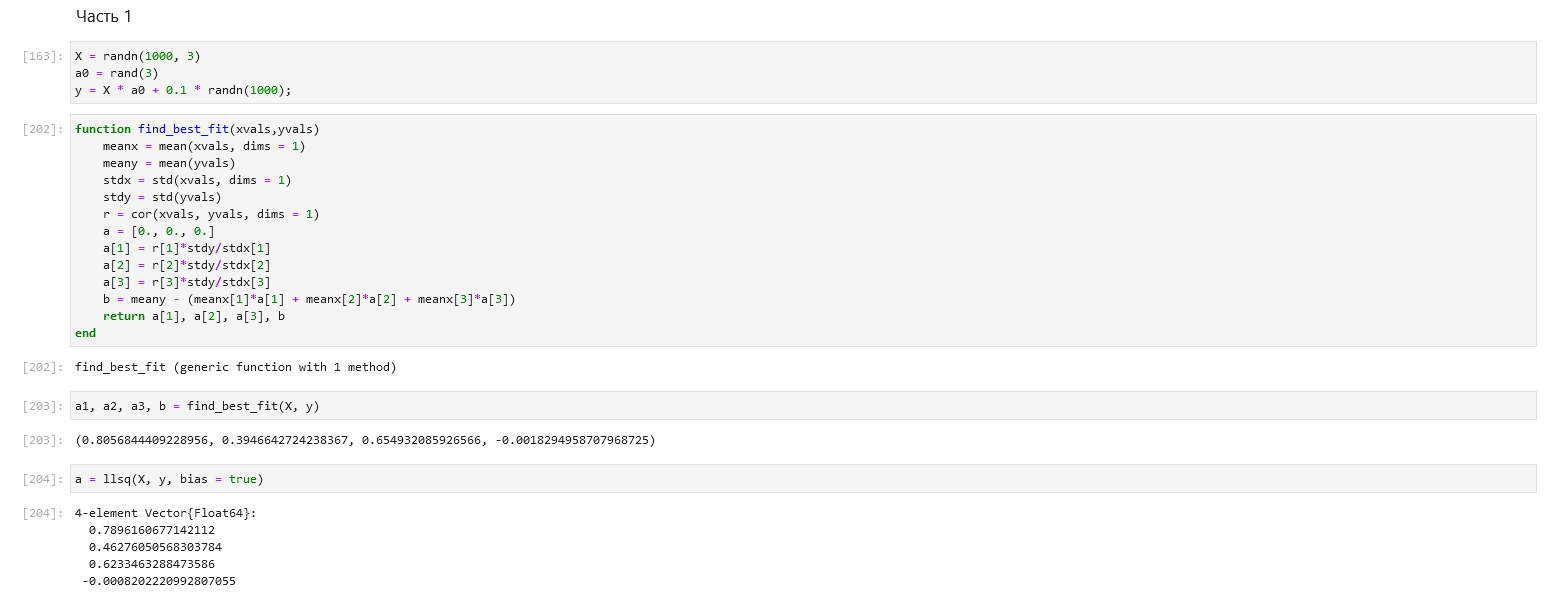 Часть 1
[163]: X = randn(1000, 3)
a0 = rand(3)
y = X * a0 + 0.1 * randn(1000);
[202]: function find_best_fit(xvals,yvals)
    meanx = mean(xvals, dims = 1)
    meany = mean(yvals)
    stdx = std(xvals, dims = 1)
    stdy = std(yvals)
    r = cor(xvals, yvals, dims = 1)
    a = [0., 0., 0.]
    a[1] = r[1]*stdy/stdx[1]
    a[2] = r[2]*stdy/stdx[2]
    a[3] = r[3]*stdy/stdx[3]
    b = meany - (meanx[1]*a[1] + meanx[2]*a[2] + meanx[3]*a[3])
    return a[1], a[2], a[3], b
end
[202]: find_best_fit (generic function with 1 method)
[203]: a1, a2, a3, b = find_best_fit(X, y)
[203]: (0.8056844409228956, 0.3946642724238367, 0.654932085926566, -0.0018294958707968725)
[204]: a = llsq(X, y, bias = true)
[204]: 4-element Vector{Float64}:
  0.7896160677142112
  0.46276050568303784
  0.6233463288473586
 -0.0008202220992807055